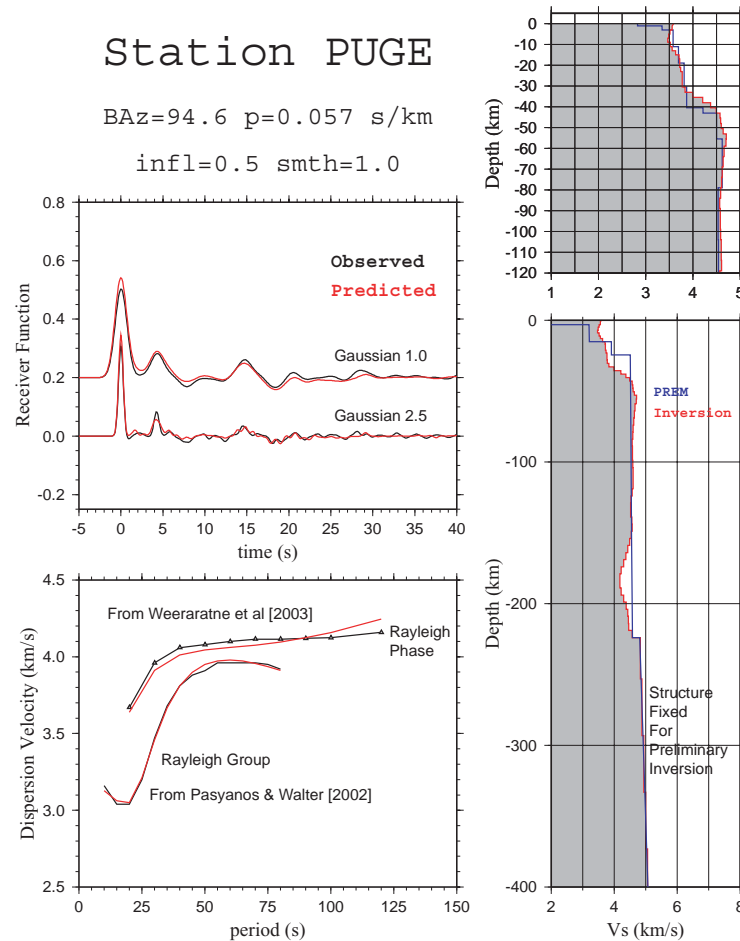 Station PUGE
BAz=94.6 p=0.057 s/km
infl=0.5 smth=1.0
Receiver Function
0.8
0.6
0.4
0.2
0.0
-0.2
Observed
Predicted
Gaussian 1.0
Gaussian 2.5
-5 0 5 10 15 20 25 30 35 40
time (s)
Dispersion Velocity (km/s)
4.5
4.0
3.5
3.0
2.5
From Weeraratne et al [2003]
Rayleigh
Phase
Rayleigh Group
From Pasyanos & Walter [2002]
0 25 50 75 100 125 150
period (s)
Depth (km)
0
-10
-20
-30
-40
-50
-60
-70
-80
-90
-100
-110
-120
1 2 3 4 5
Depth (km)
0
-100
-200
-300
-400
PREM
Inversion
Structure
Fixed
For
Preliminary
Inversion
2 4 6 8
Vs (km/s)